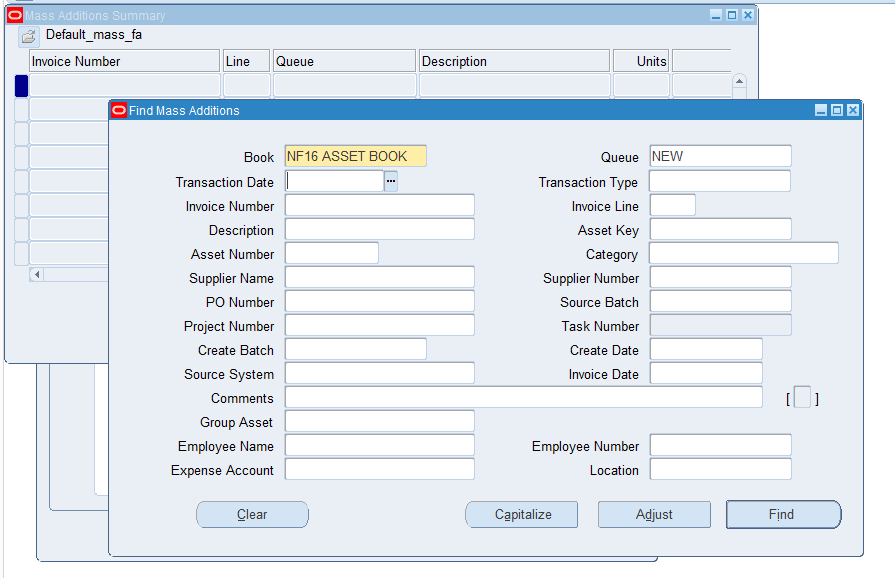 Mass Additions Summary
Default_mass_fa
Invoice Number Line Queue Description Units
Find Mass Additions
Book NF16 ASSET BOOK Queue NEW
Transaction Date ... Transaction Type
Invoice Number Invoice Line
Description Asset Key
Asset Number Category
Supplier Name Supplier Number
PO Number Source Batch
Project Number Task Number
Create Batch Create Date
Source System Invoice Date
Comments [ ]
Group Asset
Employee Name Employee Number
Expense Account Location
Clear Capitalize Adjust Find